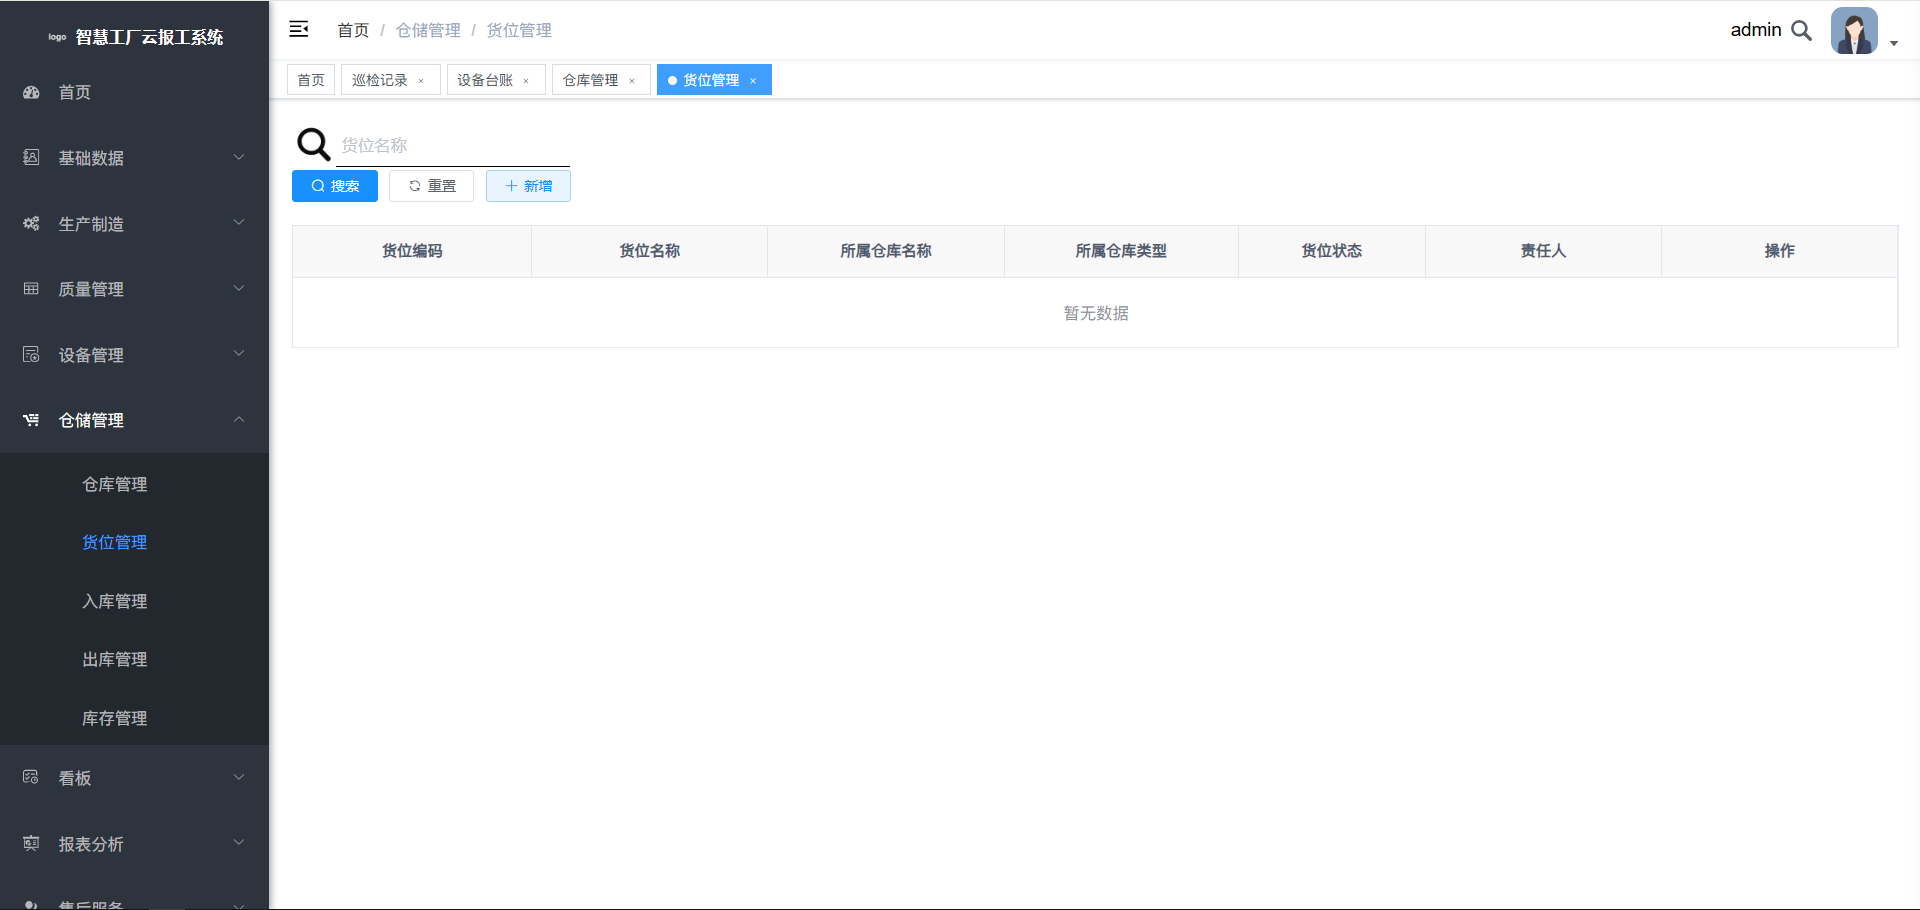 logo 智慧工厂云报工系统
首页
基础数据
生产制造
质量管理
设备管理
仓储管理
仓库管理
货位管理
入库管理
出库管理
库存管理
看板
报表分析
售后服务
首页 / 仓储管理 / 货位管理
admin
首页
巡检记录 ×
设备台账 ×
仓库管理 ×
货位管理 ×
货位名称
搜索
重置
新增
货位编码 货位名称 所属仓库名称 所属仓库类型 货位状态 责任人 操作
暂无数据